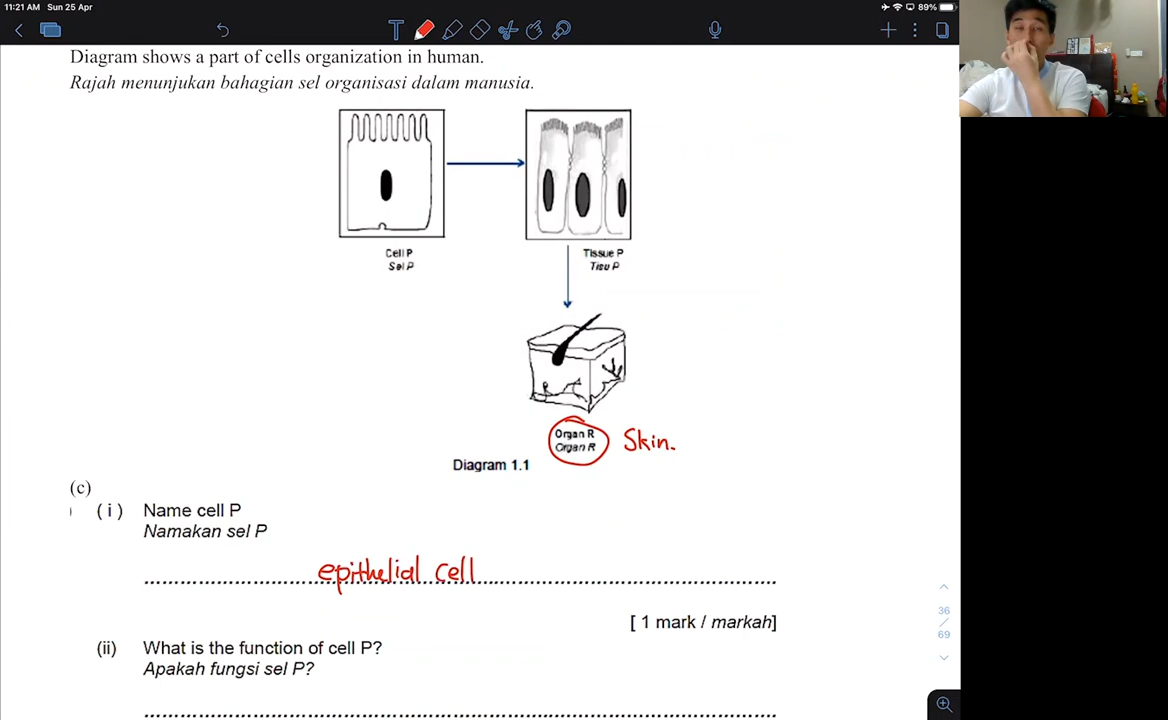 11:21 AM Sun 25 Apr
89%
Diagram shows a part of cells organization in human.
Rajah menunjukan bahagian sel organisasi dalam manusia.
Cell P
Sel P
Tissue P
Tisu P
Organ R
Organ R
Skin.
Diagram 1.1
(c)
(i) Name cell P
Namakan sel P
epithelial cell
[ 1 mark / markah]
(ii) What is the function of cell P?
Apakah fungsi sel P?
36
/
69